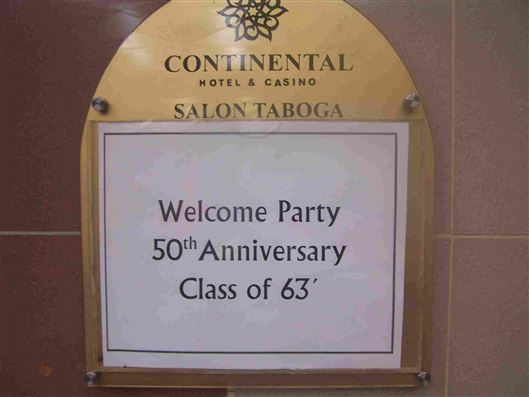 CONTINENTAL
HOTEL & CASINO
SALON TABOGA
Welcome Party
50th Anniversary
Class of 63´